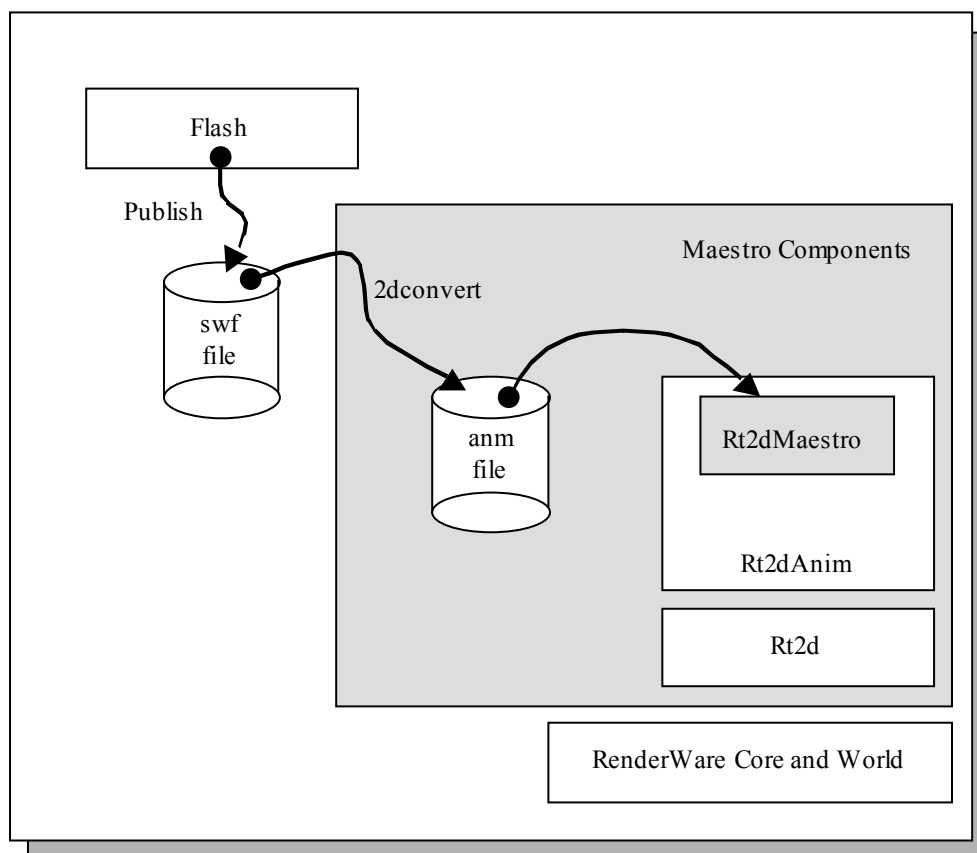 Flash
Publish
Maestro Components
2dconvert
swf
file
anm
file
Rt2dMaestro
Rt2dAnim
Rt2d
RenderWare Core and World